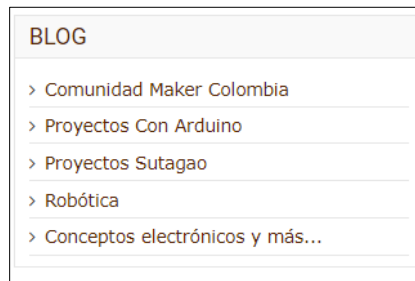 BLOG
> Comunidad Maker Colombia
> Proyectos Con Arduino
> Proyectos Sutagao
> Robótica
> Conceptos electrónicos y más...